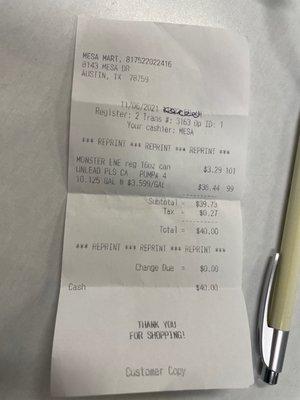 MESA MART, 817522022416
8143 MESA DR
AUSTIN, TX 78759
11/06/2021
Register: 2 Trans #: 3163 Op ID: 1
Your cashier: MESA
*** REPRINT *** REPRINT *** REPRINT ***
MONSTER ENE reg 16oz can $3.29 101
UNLEAD PLS CA PUMP# 4
10.125 GAL @ $3.599/GAL $36.44 99
Subtotal = $39.73
Tax = $0.27
Total = $40.00
*** REPRINT *** REPRINT *** REPRINT ***
Change Due = $0.00
Cash $40.00
THANK YOU
FOR SHOPPING!
Customer Copy